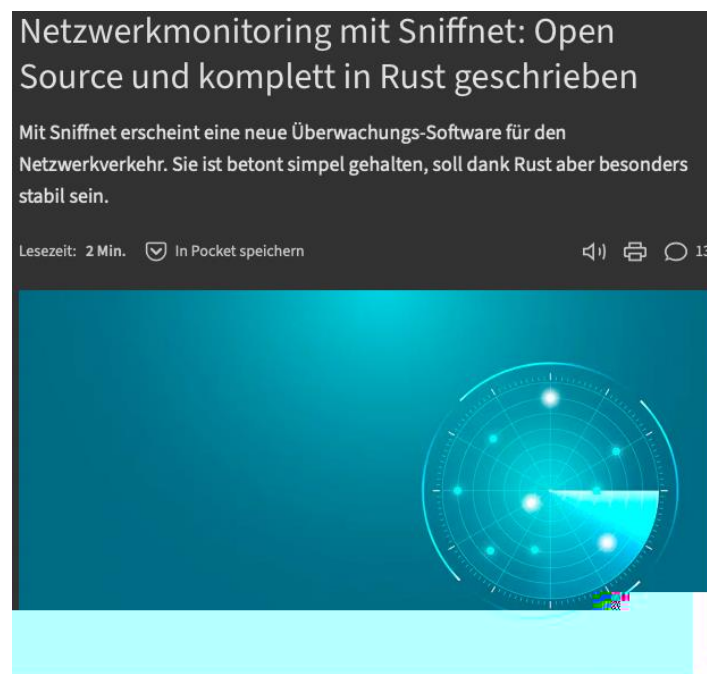 Netzwerkmonitoring mit Sniffnet: Open
Source und komplett in Rust geschrieben
Mit Sniffnet erscheint eine neue Überwachungs-Software für den
Netzwerkverkehr. Sie ist betont simpel gehalten, soll dank Rust aber besonders
stabil sein.
Lesezeit: 2 Min. In Pocket speichern 13